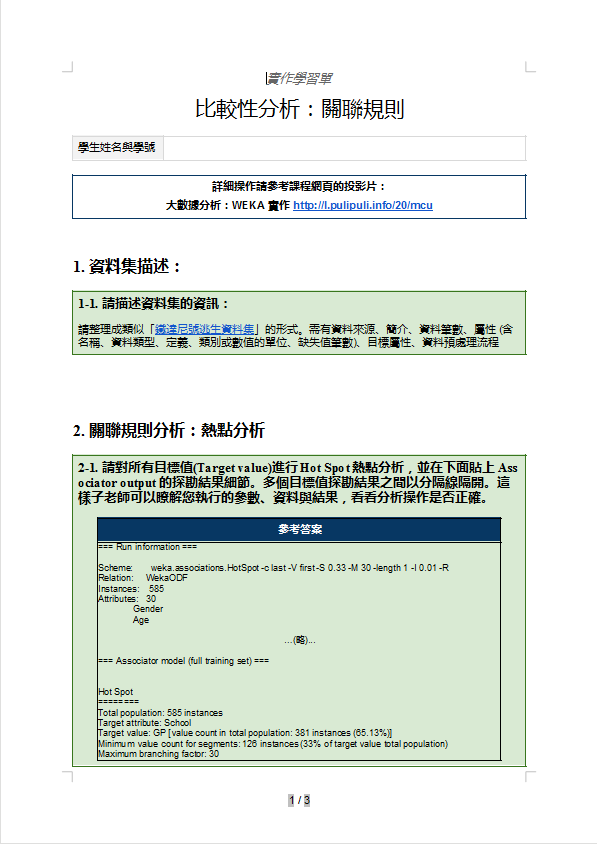 實作學習單
比較性分析：關聯規則
學生姓名與學號
詳細操作請參考課程網頁的投影片：
大數據分析：WEKA 實作 http://l.pulipuli.info/20/mcu
1. 資料集描述：
1-1. 請描述資料集的資訊：
請整理成類似「鐵達尼號逃生資料集」的形式。需有資料來源、簡介、資料筆數、屬性 (含
名稱、資料類型、定義、類別或數值的單位、缺失值筆數)、目標屬性、資料預處理流程
2. 關聯規則分析：熱點分析
2-1. 請對所有目標值(Target value)進行 Hot Spot 熱點分析，並在下面貼上 Ass
ociator output 的探勘結果細節。多個目標值探勘結果之間以分隔線隔開。這
樣子老師可以瞭解您執行的參數、資料與結果，看看分析操作是否正確。
參考答案
=== Run information ===
Scheme: weka.associations.HotSpot -c last -V first -S 0.33 -M 30 -length 1 -I 0.01 -R
Relation: WekaODF
Instances: 585
Attributes: 30
Gender
Age
...(略)...
=== Associator model (full training set) ===
Hot Spot
========
Total population: 585 instances
Target attribute: School
Target value: GP [value count in total population: 381 instances (65.13%)]
Minimum value count for segments: 126 instances (33% of target value total population)
Maximum branching factor: 30
1 / 3